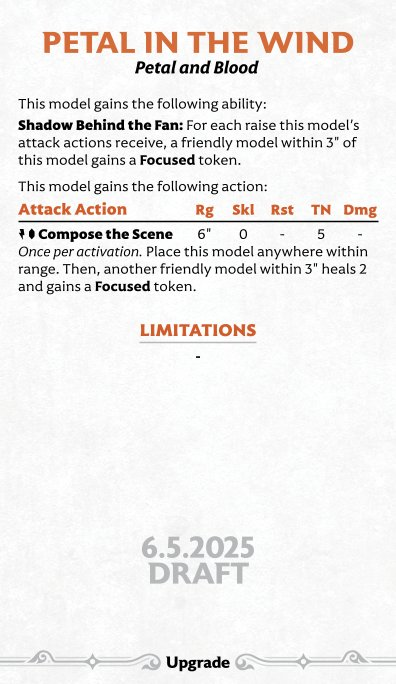 PETAL IN THE WIND
Petal and Blood
This model gains the following ability:
Shadow Behind the Fan: For each raise this model's
attack actions receive, a friendly model within 3" of
this model gains a Focused token.
This model gains the following action:
Attack Action Rg Skl Rst TN Dmg
Compose the Scene 6" 0 - 5 -
Once per activation. Place this model anywhere within
range. Then, another friendly model within 3" heals 2
and gains a Focused token.
LIMITATIONS
-
6.5.2025
DRAFT
Upgrade